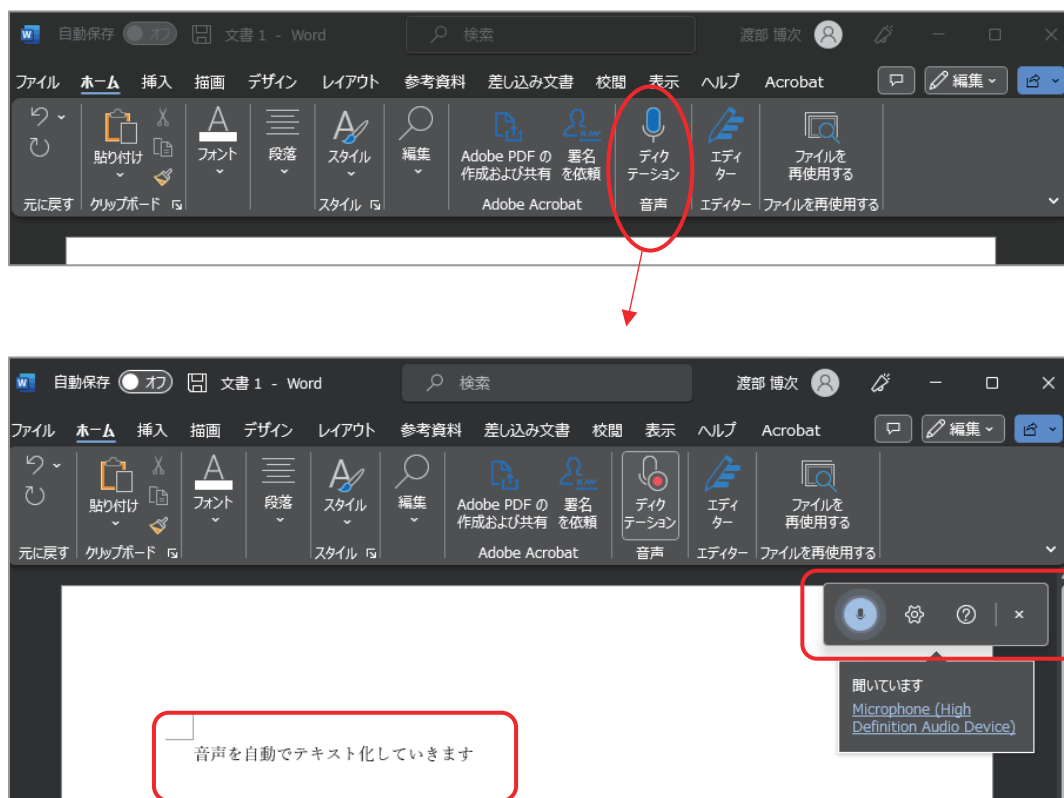 自動保存 オフ 文書 1 - Word 検索 渡部 博次
ファイル ホーム 挿入 描画 デザイン レイアウト 参考資料 差し込み文書 校閲 表示 ヘルプ Acrobat 編集
貼り付け フォント 段落 スタイル 編集 Adobe PDF の 署名 ディク エディ ファイルを
作成および共有 を依頼 テーション ター 再使用する
元に戻す クリップボード スタイル Adobe Acrobat 音声 エディター ファイルを再使用する
自動保存 オフ 文書 1 - Word 検索 渡部 博次
ファイル ホーム 挿入 描画 デザイン レイアウト 参考資料 差し込み文書 校閲 表示 ヘルプ Acrobat 編集
貼り付け フォント 段落 スタイル 編集 Adobe PDF の 署名 ディク エディ ファイルを
作成および共有 を依頼 テーション ター 再使用する
元に戻す クリップボード スタイル Adobe Acrobat 音声 エディター ファイルを再使用する
聞いています
Microphone (High
Definition Audio Device)
音声を自動でテキスト化していきます